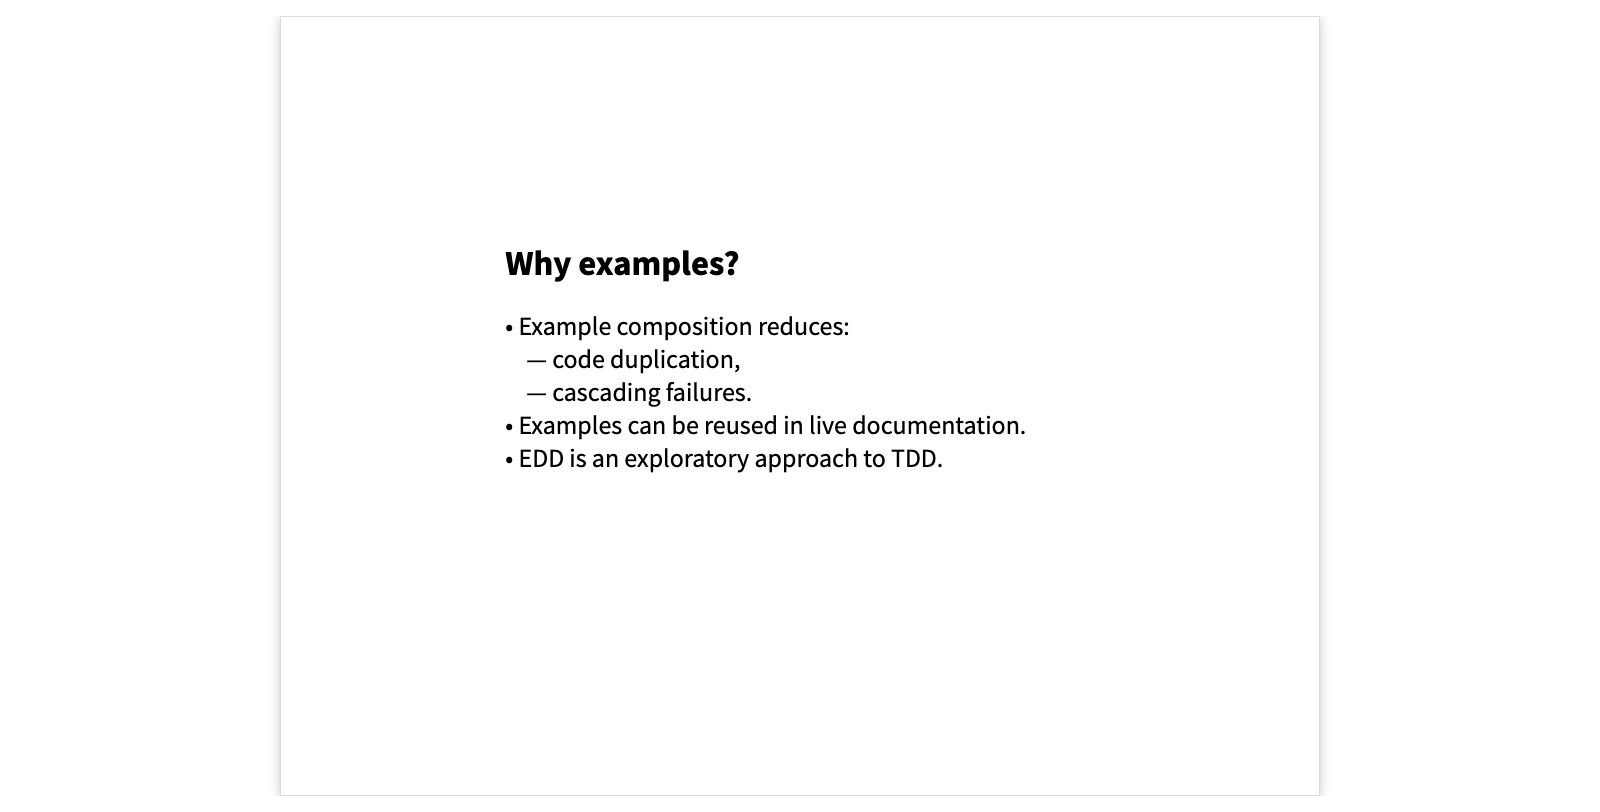 Why examples?
• Example composition reduces:
— code duplication,
— cascading failures.
• Examples can be reused in live documentation.
• EDD is an exploratory approach to TDD.